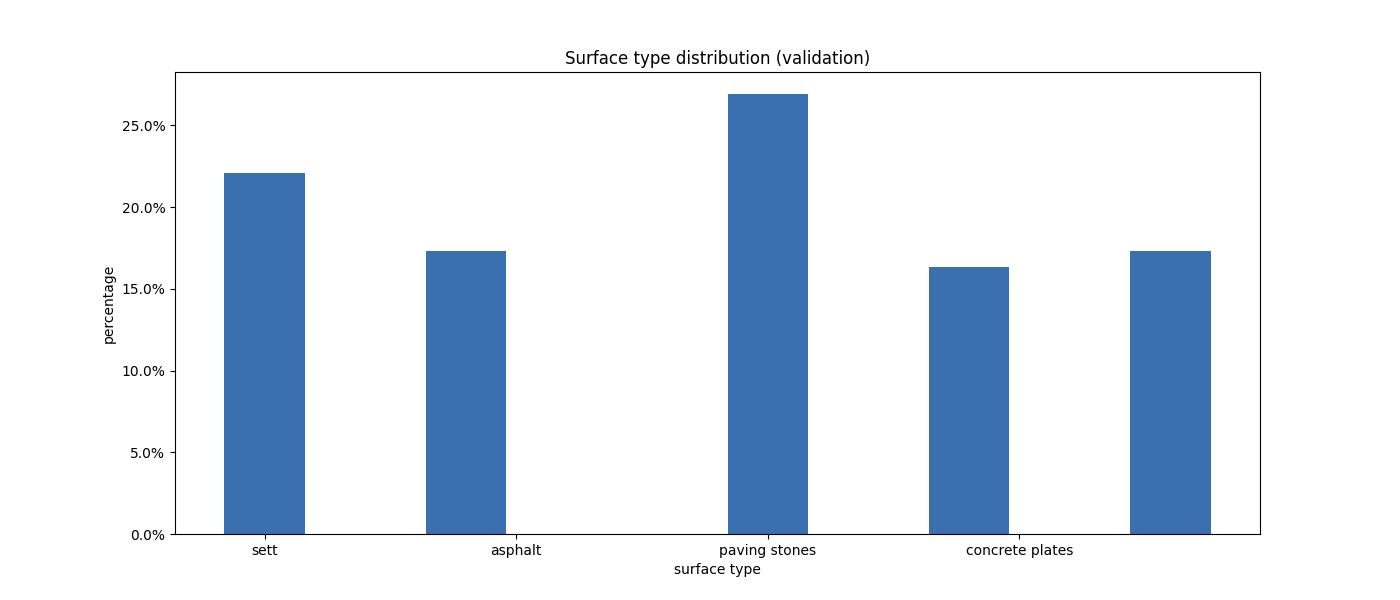 Surface type distribution (validation)
25.0%
20.0%
15.0%
10.0%
5.0%
0.0%
percentage
sett
asphalt
paving stones
concrete plates
surface type